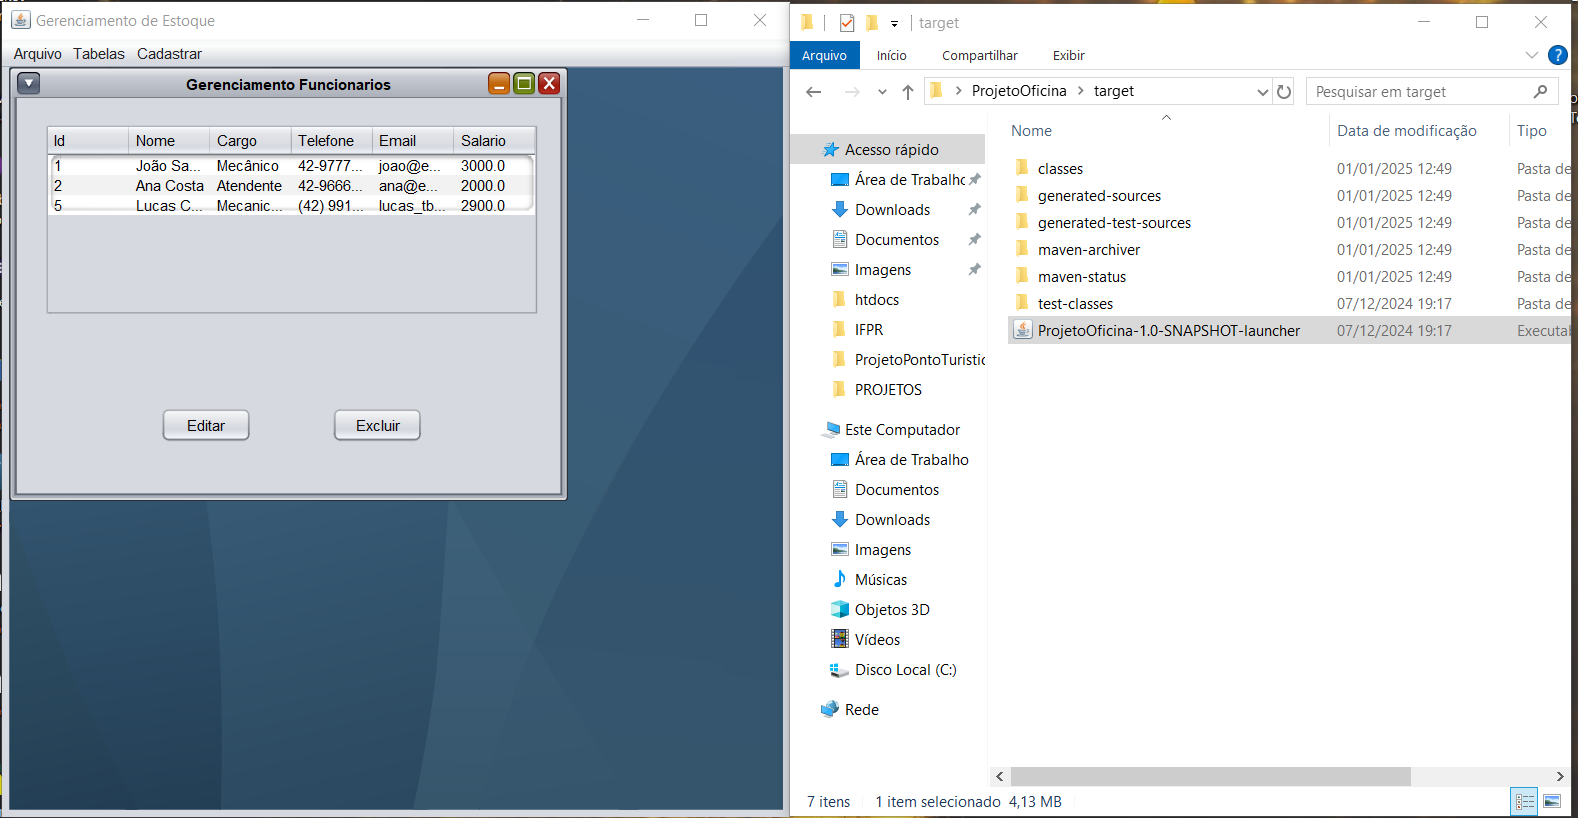 Gerenciamento de Estoque
Arquivo Tabelas Cadastrar
Gerenciamento Funcionarios
Id Nome Cargo Telefone Email Salario
1 João Sa... Mecânico 42-9777... joao@e... 3000.0
2 Ana Costa Atendente 42-9666... ana@e... 2000.0
5 Lucas C... Mecanic... (42) 991... lucas_tb... 2900.0
Editar Excluir
target
Arquivo Início Compartilhar Exibir
ProjetoOficina target
Pesquisar em target
Acesso rápido
Área de Trabalho
Downloads
Documentos
Imagens
htdocs
IFPR
ProjetoPontoTuristic
PROJETOS
Este Computador
Área de Trabalho
Documentos
Downloads
Imagens
Músicas
Objetos 3D
Vídeos
Disco Local (C:)
Rede
Nome Data de modificação Tipo
classes 01/01/2025 12:49 Pasta de
generated-sources 01/01/2025 12:49 Pasta de
generated-test-sources 01/01/2025 12:49 Pasta de
maven-archiver 01/01/2025 12:49 Pasta de
maven-status 01/01/2025 12:49 Pasta de
test-classes 07/12/2024 19:17 Pasta de
ProjetoOficina-1.0-SNAPSHOT-launcher 07/12/2024 19:17 Executa
7 itens 1 item selecionado 4,13 MB